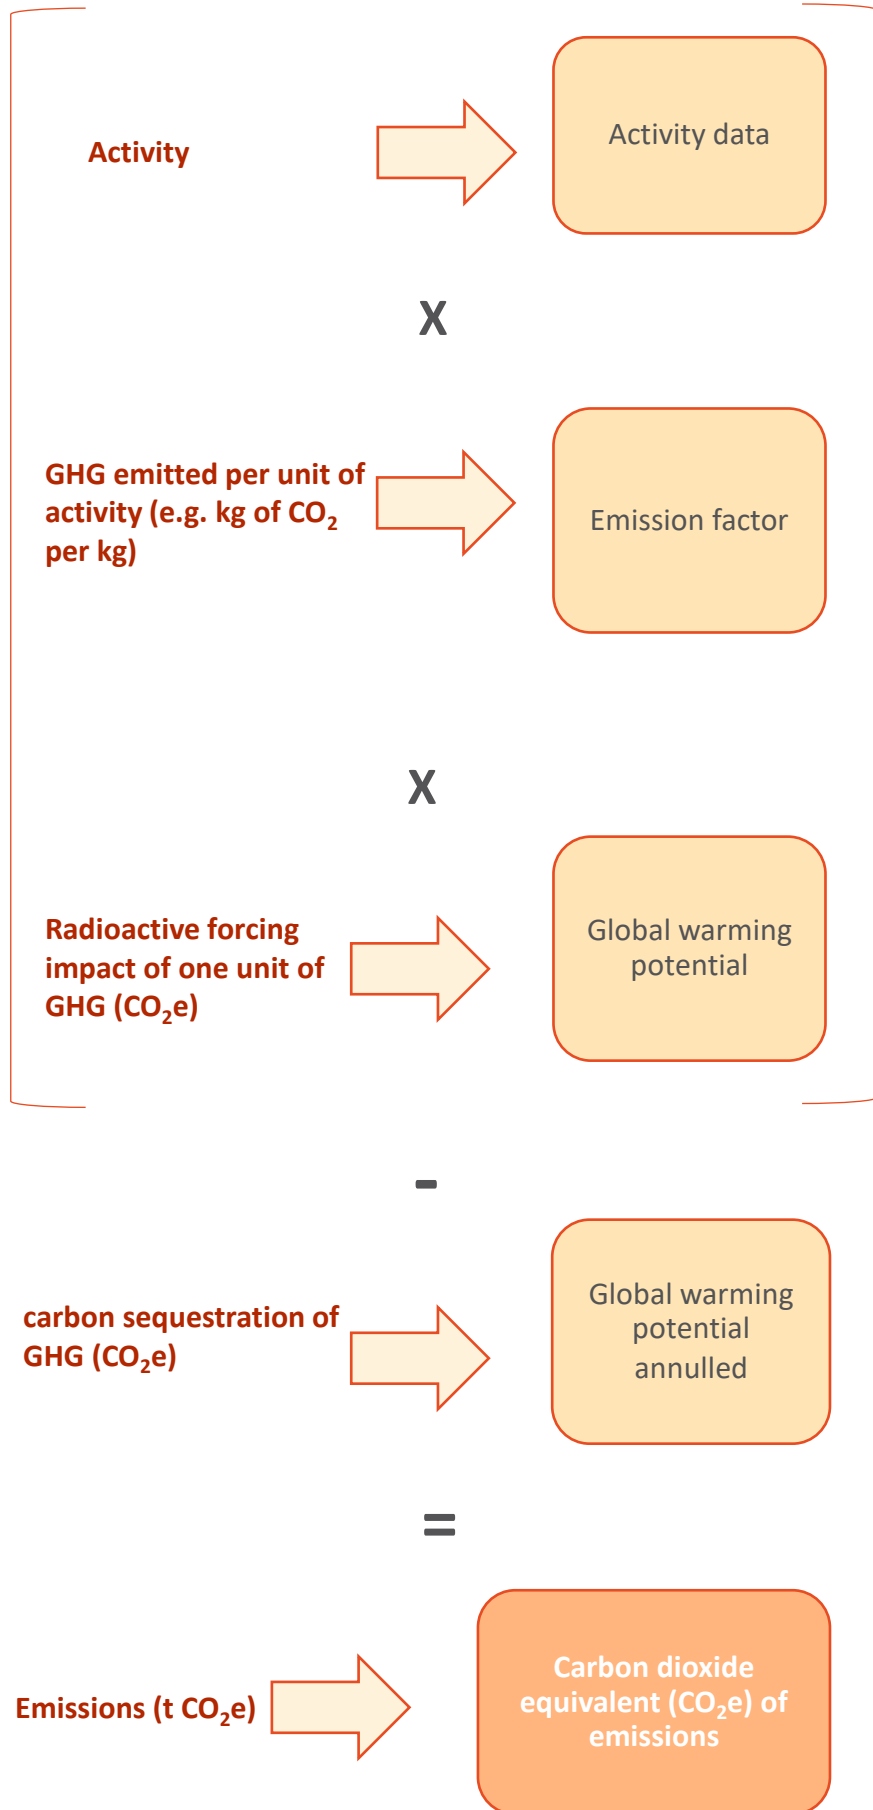 Activity
Activity data
X
GHG emitted per unit of
activity (e.g. kg of CO₂
per kg)
Emission factor
X
Radioactive forcing
impact of one unit of
GHG (CO₂e)
Global warming
potential
-
carbon sequestration of
GHG (CO₂e)
Global warming
potential
annulled
=
Emissions (t CO₂e)
Carbon dioxide
equivalent (CO₂e) of
emissions